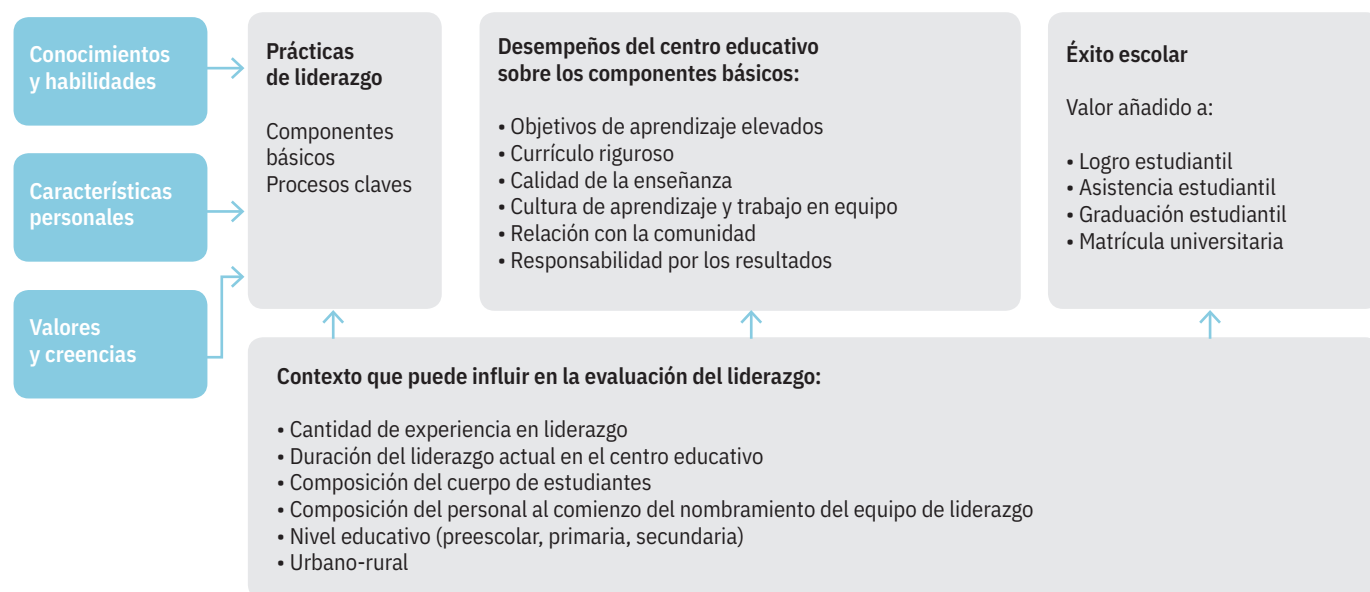 Conocimientos
y habilidades
Características
personales
Valores
y creencias
Prácticas
de liderazgo
Componentes
básicos
Procesos claves
Desempeños del centro educativo
sobre los componentes básicos:
• Objetivos de aprendizaje elevados
• Currículo riguroso
• Calidad de la enseñanza
• Cultura de aprendizaje y trabajo en equipo
• Relación con la comunidad
• Responsabilidad por los resultados
Éxito escolar
Valor añadido a:
• Logro estudiantil
• Asistencia estudiantil
• Graduación estudiantil
• Matrícula universitaria
Contexto que puede influir en la evaluación del liderazgo:
• Cantidad de experiencia en liderazgo
• Duración del liderazgo actual en el centro educativo
• Composición del cuerpo de estudiantes
• Composición del personal al comienzo del nombramiento del equipo de liderazgo
• Nivel educativo (preescolar, primaria, secundaria)
• Urbano-rural